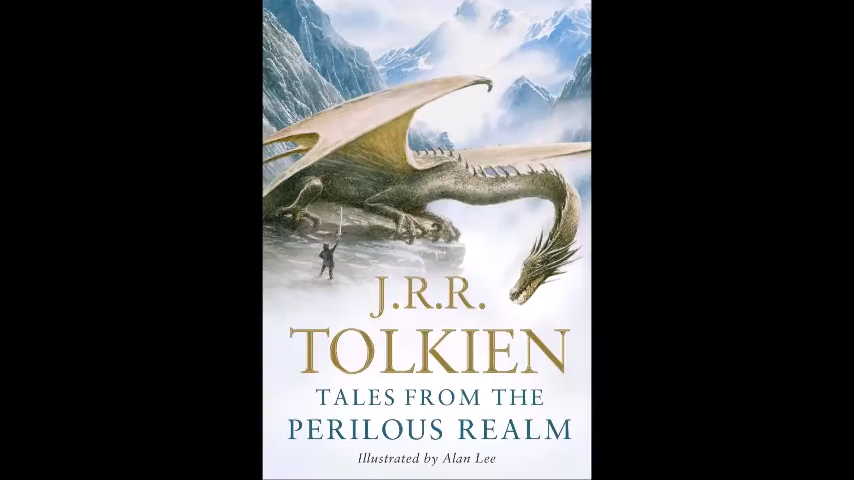 J.R.R.
TOLKIEN
TALES FROM THE
PERILOUS REALM
Illustrated by Alan Lee